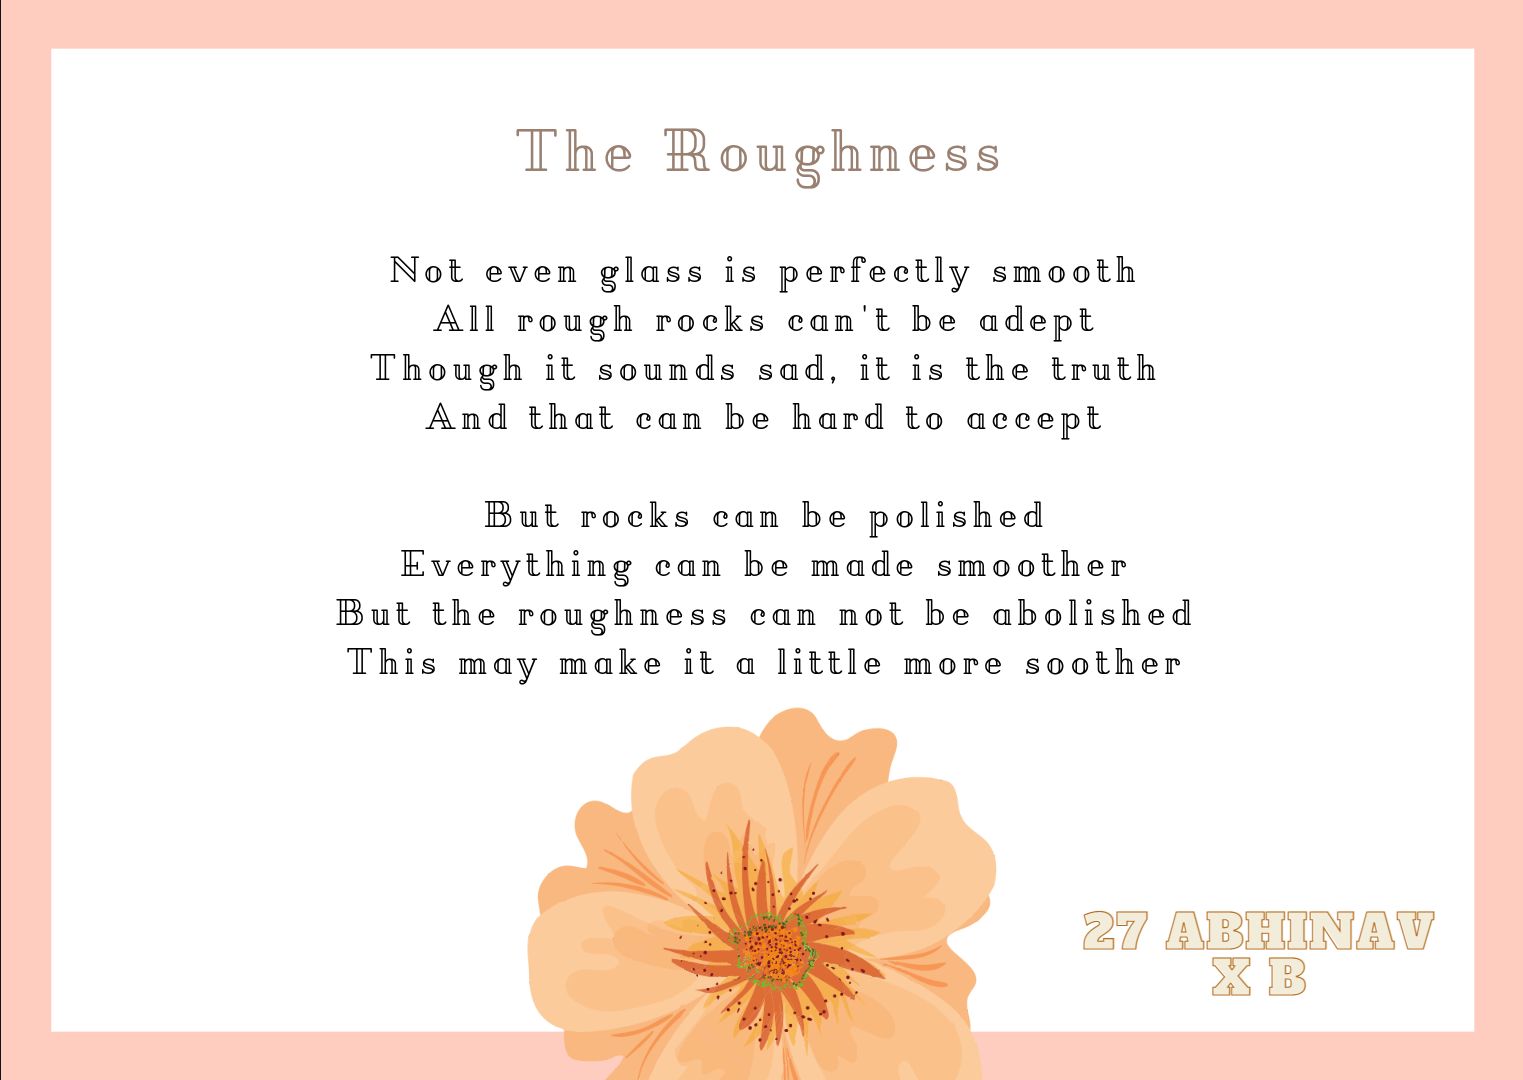 The Roughness
Not even glass is perfectly smooth
All rough rocks can't be adept
Though it sounds sad, it is the truth
And that can be hard to accept
But rocks can be polished
Everything can be made smoother
But the roughness can not be abolished
This may make it a little more soother
27 ABHINAV
X B